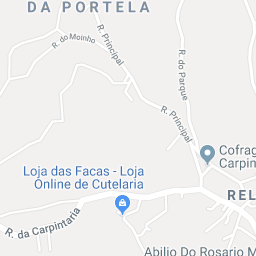 DA PORTELA
R. do Moinho
R. Principal
R. do Parque
R. Principal
Cofrag
Carpin
Loja das Facas - Loja
Online de Cutelaria
REL
R. da Carpintaria
Abilio Do Rosario M